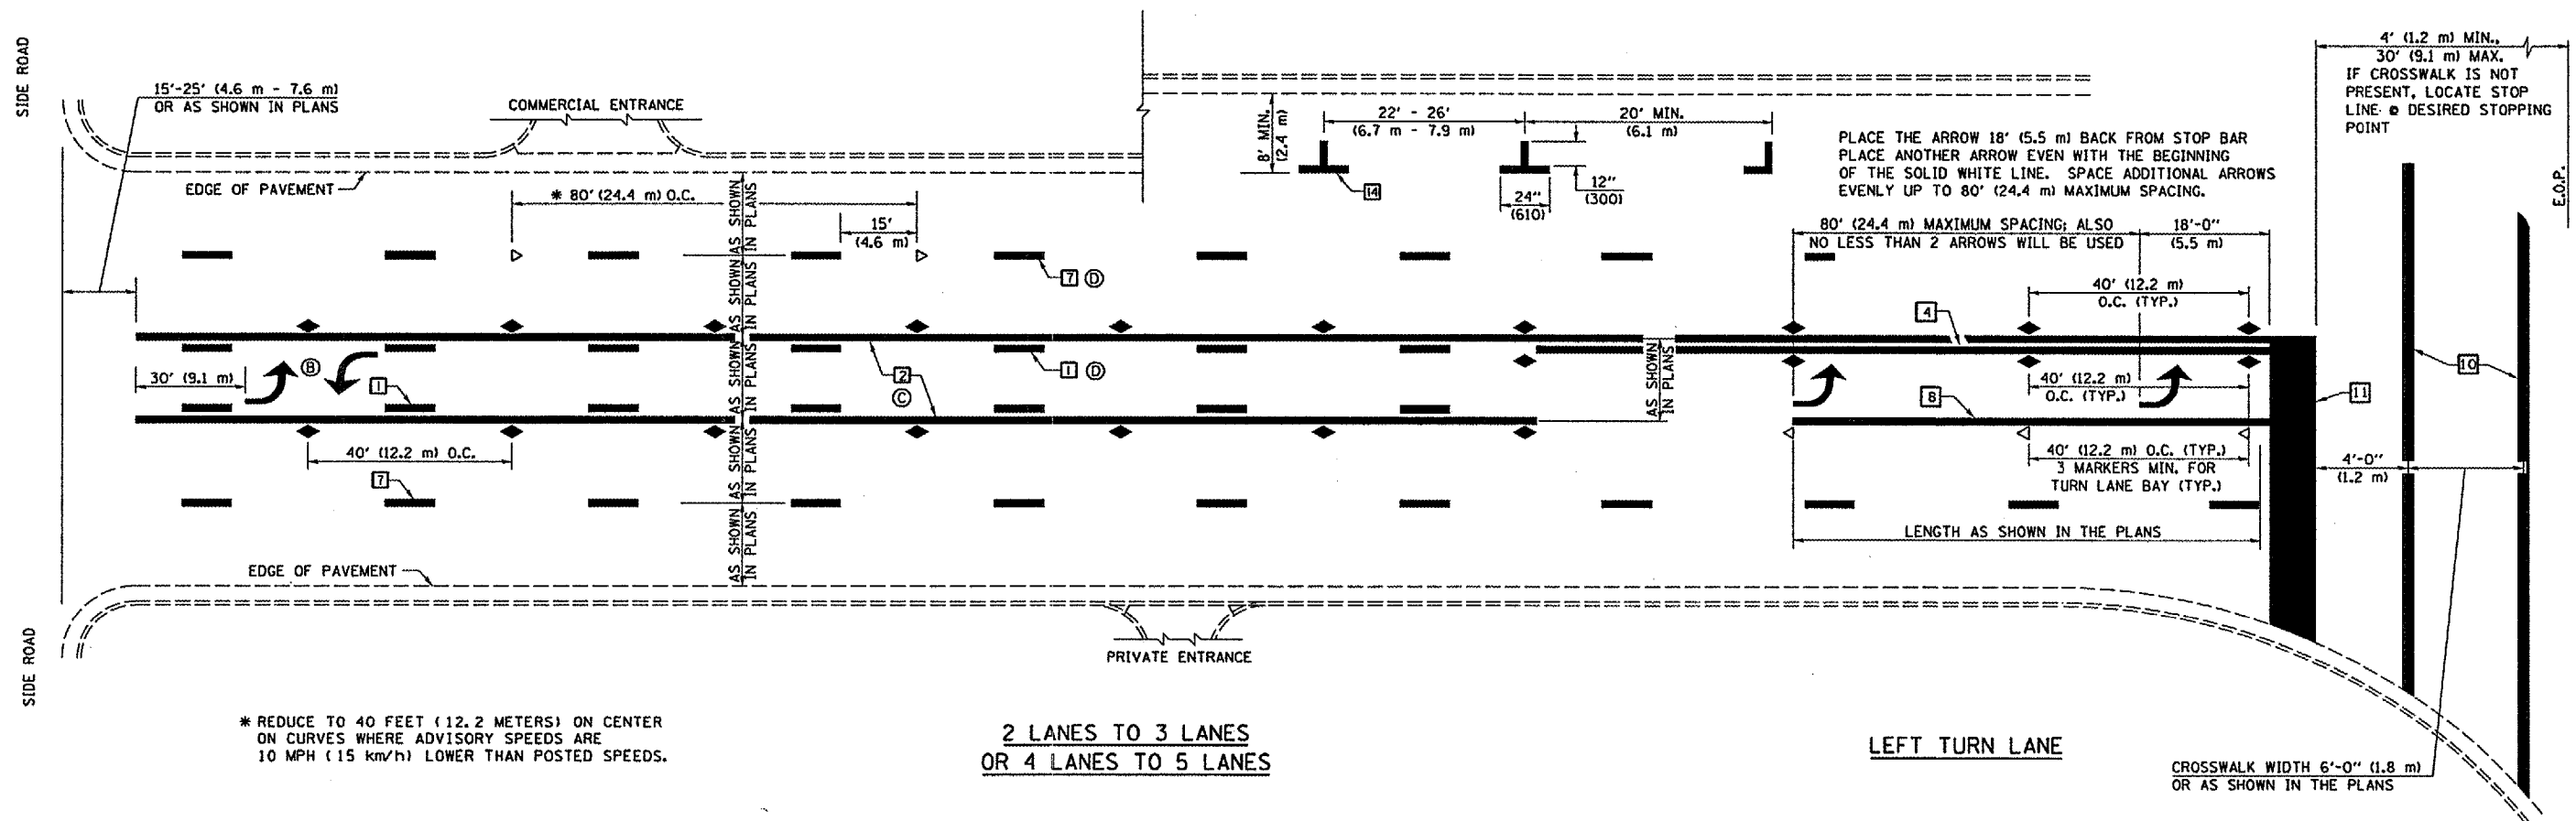 SIDE ROAD
15'-25' (4.6 m - 7.6 m)
OR AS SHOWN IN PLANS
COMMERCIAL ENTRANCE
EDGE OF PAVEMENT
* 80' (24.4 m) O.C.
15'
(4.6 m)
AS SHOWN
IN PLANS
AS SHOWN
IN PLANS
AS SHOWN
IN PLANS
AS SHOWN
IN PLANS
AS SHOWN
IN PLANS
AS SHOWN
IN PLANS
8' MIN.
(2.4 m)
22' - 26'
(6.7 m - 7.9 m)
20' MIN.
(6.1 m)
14
24"
(610)
12"
(300)
7 D
4' (1.2 m) MIN.,
30' (9.1 m) MAX.
IF CROSSWALK IS NOT
PRESENT, LOCATE STOP
LINE @ DESIRED STOPPING
POINT
E.O.P.
PLACE THE ARROW 18' (5.5 m) BACK FROM STOP BAR
PLACE ANOTHER ARROW EVEN WITH THE BEGINNING
OF THE SOLID WHITE LINE. SPACE ADDITIONAL ARROWS
EVENLY UP TO 80' (24.4 m) MAXIMUM SPACING.
80' (24.4 m) MAXIMUM SPACING; ALSO
NO LESS THAN 2 ARROWS WILL BE USED
18'-0"
(5.5 m)
40' (12.2 m)
O.C. (TYP.)
4
30' (9.1 m)
B
1
2
C
1 D
AS SHOWN
IN PLANS
40' (12.2 m)
O.C. (TYP.)
8
11
10
40' (12.2 m) O.C.
7
40' (12.2 m) O.C. (TYP.)
3 MARKERS MIN. FOR
TURN LANE BAY (TYP.)
4'-0"
(1.2 m)
LENGTH AS SHOWN IN THE PLANS
EDGE OF PAVEMENT
SIDE ROAD
PRIVATE ENTRANCE
* REDUCE TO 40 FEET (12.2 METERS) ON CENTER
ON CURVES WHERE ADVISORY SPEEDS ARE
10 MPH (15 km/h) LOWER THAN POSTED SPEEDS.
2 LANES TO 3 LANES
OR 4 LANES TO 5 LANES
LEFT TURN LANE
CROSSWALK WIDTH 6'-0" (1.8 m)
OR AS SHOWN IN THE PLANS